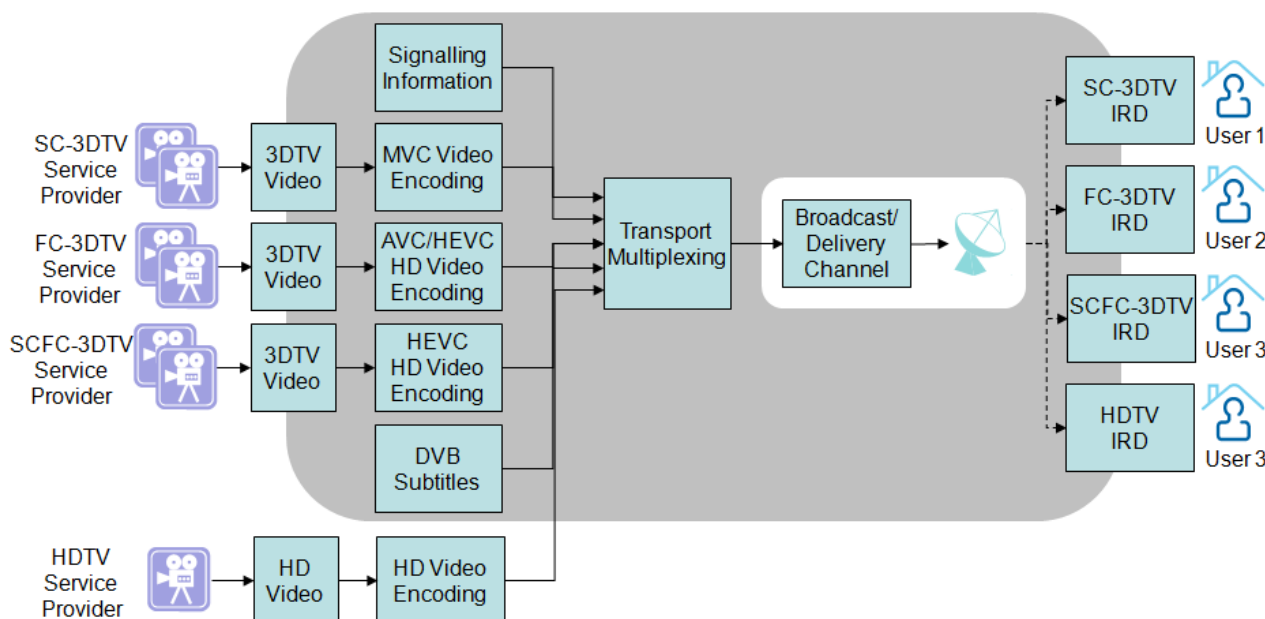 Signalling
Information
SC-3DTV
Service
Provider
3DTV
Video
MVC Video
Encoding
FC-3DTV
Service
Provider
3DTV
Video
AVC/HEVC
HD Video
Encoding
SCFC-3DTV
Service
Provider
3DTV
Video
HEVC
HD Video
Encoding
DVB
Subtitles
HDTV
Service
Provider
HD
Video
HD Video
Encoding
Transport
Multiplexing
Broadcast/
Delivery
Channel
SC-3DTV
IRD
User 1
FC-3DTV
IRD
User 2
SCFC-3DTV
IRD
User 3
HDTV
IRD
User 3